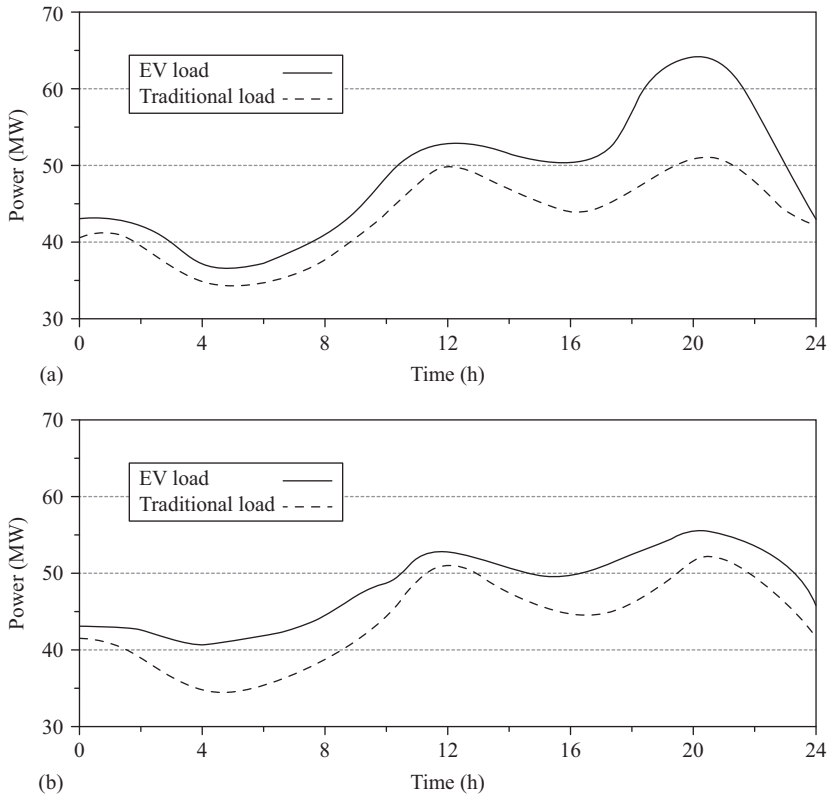 70
60
50
40
30
Power (MW)
EV load
Traditional load
0 4 8 12 16 20 24
Time (h)
(a)
70
60
50
40
30
Power (MW)
EV load
Traditional load
0 4 8 12 16 20 24
Time (h)
(b)